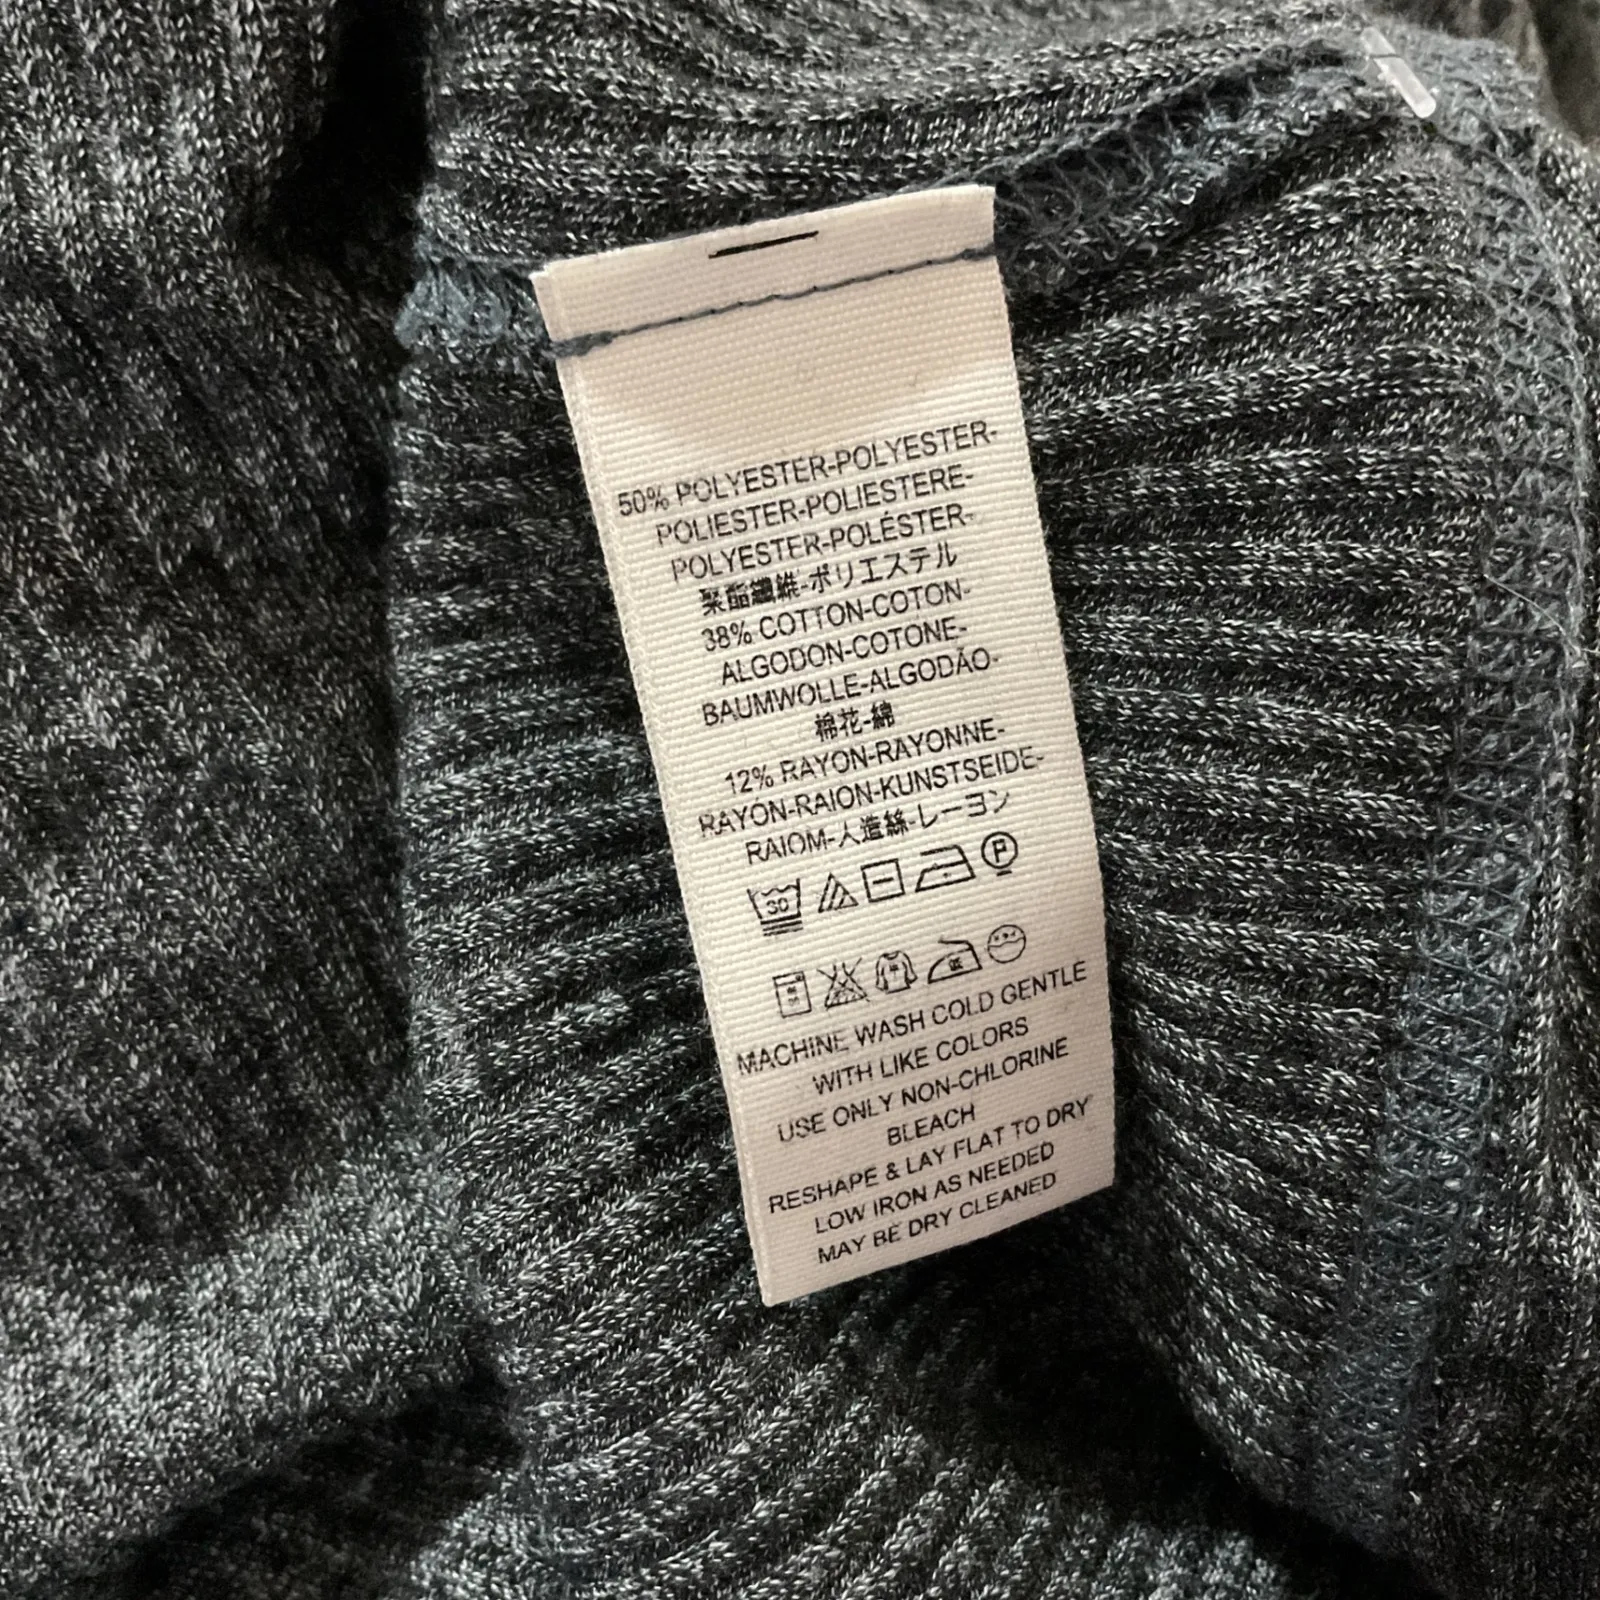 50% POLYESTER-POLYESTER-
POLIESTER-POLIESTERE-
POLYESTER-POLÉSTER-
聚酯纖維-ポリエステル
38% COTTON-COTON-
ALGODON-COTONE-
BAUMWOLLE-ALGODÃO-
棉花-綿
12% RAYON-RAYONNE-
RAYÓN-RAION-KUNSTSEIDE-
RAIOM-人造絲-レーヨン
30 P
MACHINE WASH COLD GENTLE
WITH LIKE COLORS
USE ONLY NON-CHLORINE
BLEACH
RESHAPE & LAY FLAT TO DRY
LOW IRON AS NEEDED
MAY BE DRY CLEANED